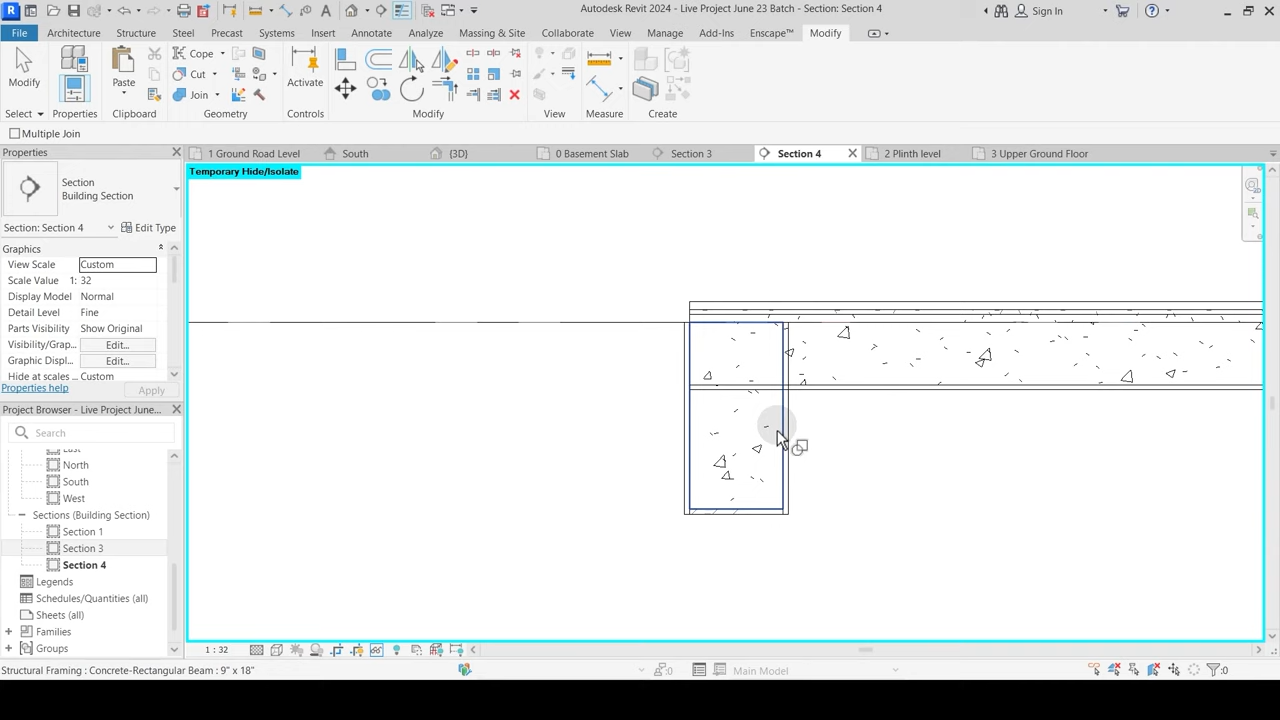 Autodesk Revit 2024 - Live Project June 23 Batch - Section: Section 4
Sign In
File Architecture Structure Steel Precast Systems Insert Annotate Analyze Massing & Site Collaborate View Manage Add-Ins Enscape™ Modify
Modify Paste Cope Cut Join Activate
Select Properties Clipboard Geometry Controls Modify View Measure Create
Multiple Join
Properties
1 Ground Road Level South {3D} 0 Basement Slab Section 3 Section 4 2 Plinth level 3 Upper Ground Floor
Temporary Hide/Isolate
Section
Building Section
Section: Section 4 Edit Type
Graphics
View Scale Custom
Scale Value 1: 32
Display Model Normal
Detail Level Fine
Parts Visibility Show Original
Visibility/Grap... Edit...
Graphic Displ... Edit...
Hide at scales ... Custom
Properties help Apply
Project Browser - Live Project June...
Search
East
North
South
West
Sections (Building Section)
Section 1
Section 3
Section 4
Legends
Schedules/Quantities (all)
Sheets (all)
Families
Groups
1 : 32
Structural Framing : Concrete-Rectangular Beam : 9" x 18"
:0
Main Model
:0